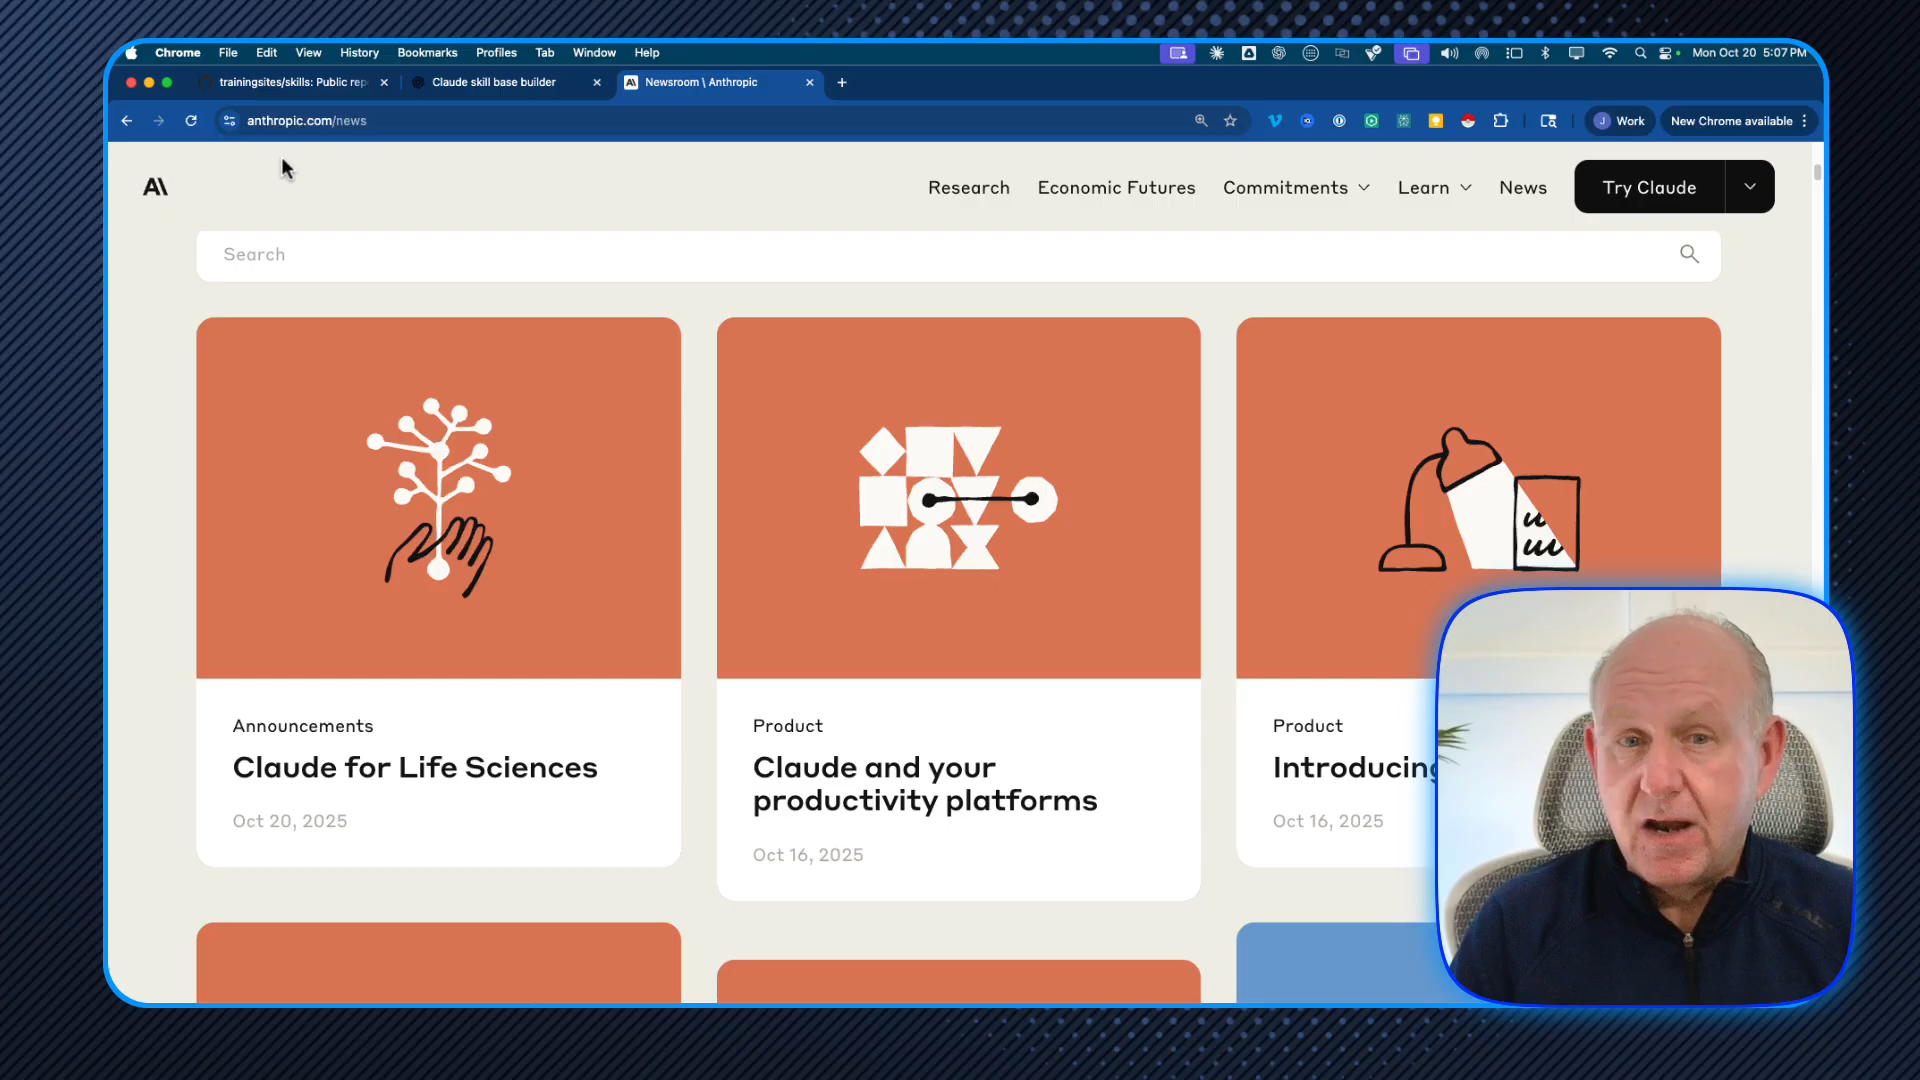 Chrome File Edit View History Bookmarks Profiles Tab Window Help Mon Oct 20 5:07 PM
trainingsites/skills: Public rep Claude skill base builder Newsroom \ Anthropic
anthropic.com/news J Work New Chrome available
Research Economic Futures Commitments Learn News Try Claude
Search
Announcements
Claude for Life Sciences
Oct 20, 2025
Product
Claude and your
productivity platforms
Oct 16, 2025
Product
Introducing
Oct 16, 2025